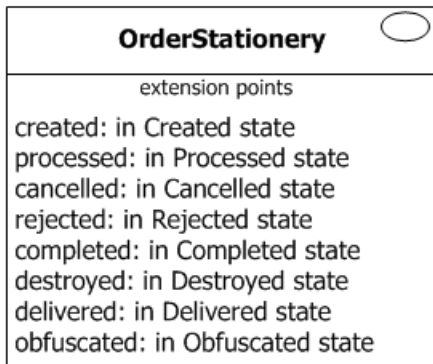 OrderStationery
extension points
created: in Created state
processed: in Processed state
cancelled: in Cancelled state
rejected: in Rejected state
completed: in Completed state
destroyed: in Destroyed state
delivered: in Delivered state
obfuscated: in Obfuscated state